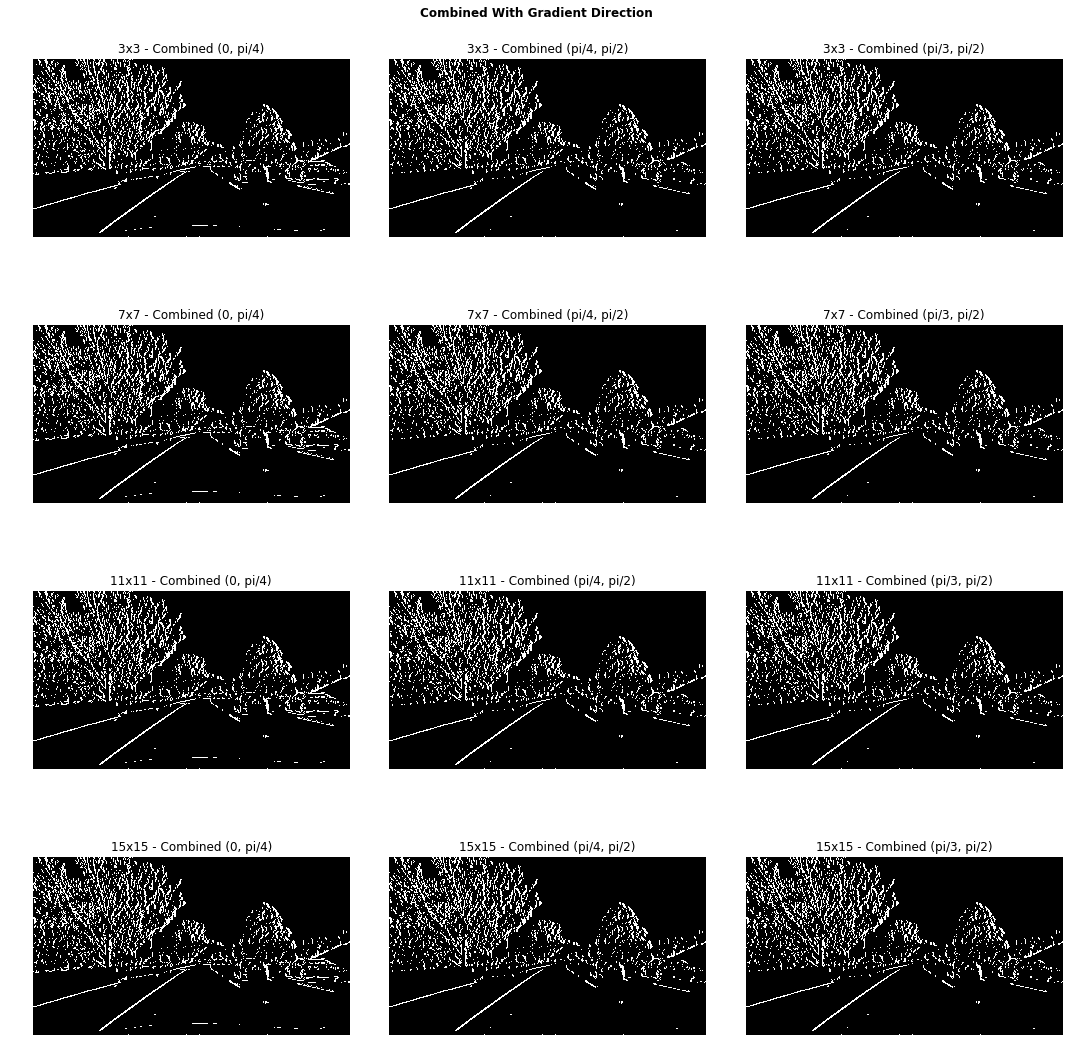 Combined With Gradient Direction
3x3 - Combined (0, pi/4)
3x3 - Combined (pi/4, pi/2)
3x3 - Combined (pi/3, pi/2)
7x7 - Combined (0, pi/4)
7x7 - Combined (pi/4, pi/2)
7x7 - Combined (pi/3, pi/2)
11x11 - Combined (0, pi/4)
11x11 - Combined (pi/4, pi/2)
11x11 - Combined (pi/3, pi/2)
15x15 - Combined (0, pi/4)
15x15 - Combined (pi/4, pi/2)
15x15 - Combined (pi/3, pi/2)